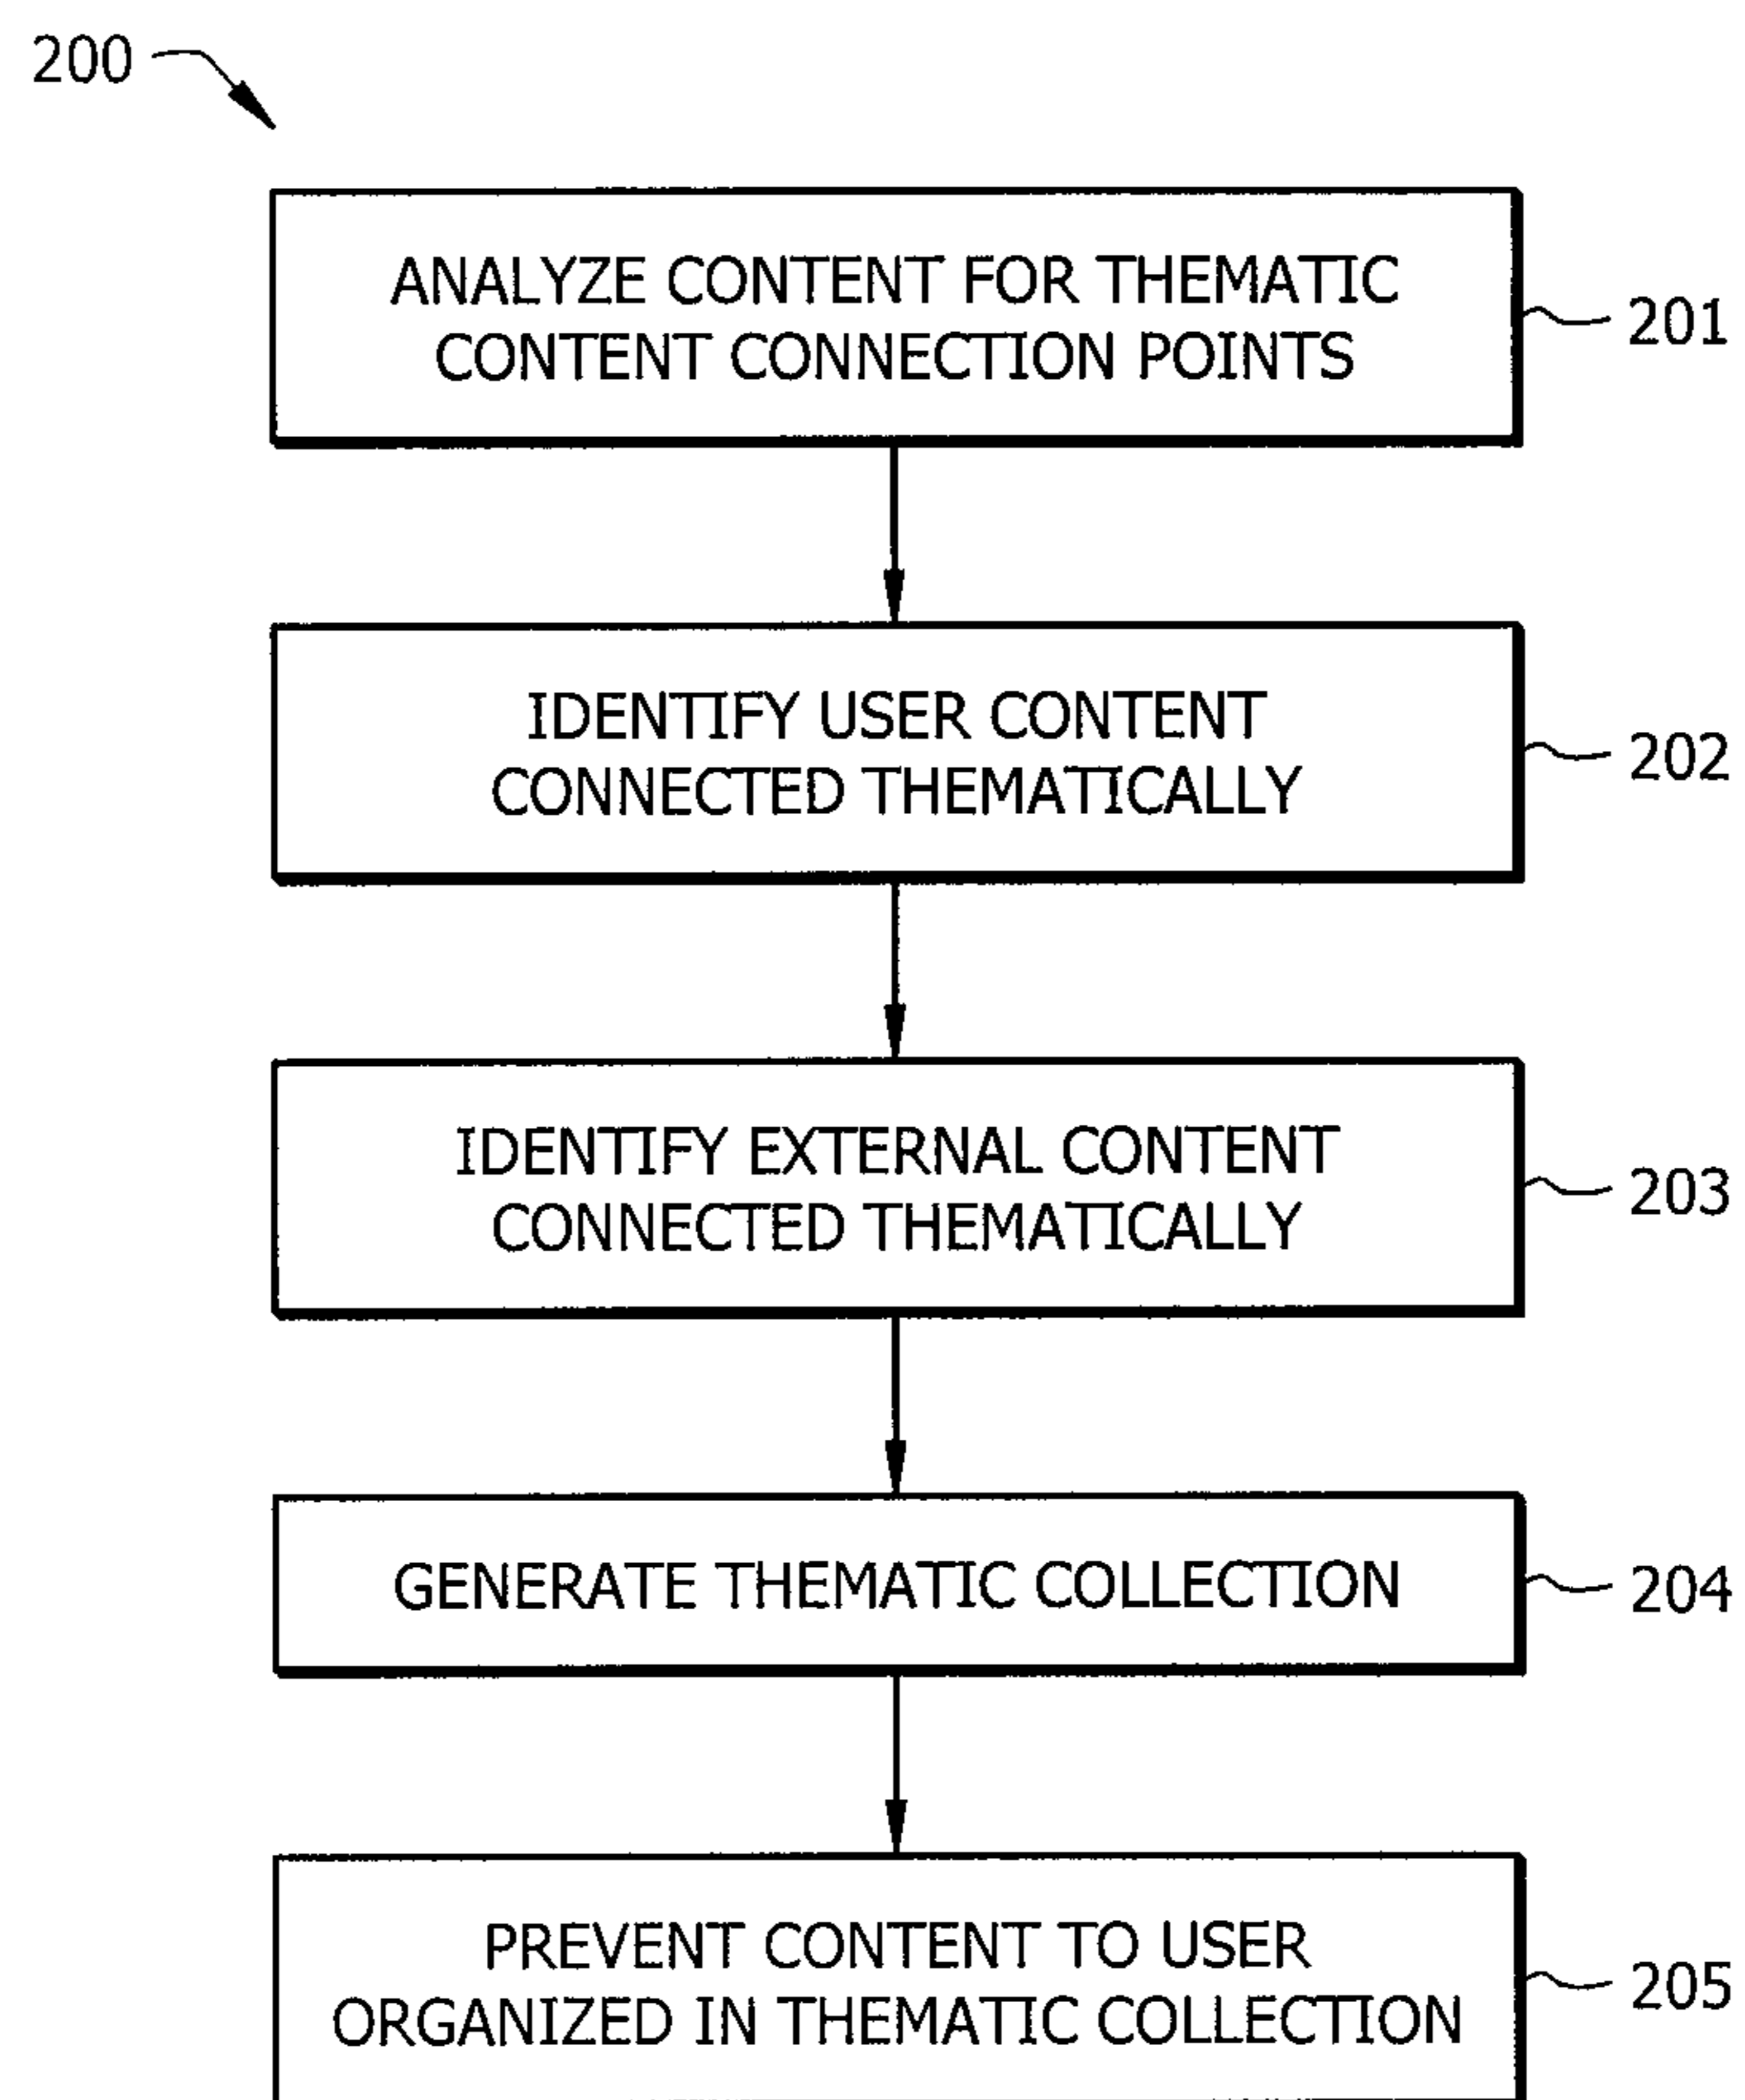 200
ANALYZE CONTENT FOR THEMATIC
CONTENT CONNECTION POINTS
201
IDENTIFY USER CONTENT
CONNECTED THEMATICALLY
202
IDENTIFY EXTERNAL CONTENT
CONNECTED THEMATICALLY
203
GENERATE THEMATIC COLLECTION
204
PREVENT CONTENT TO USER
ORGANIZED IN THEMATIC COLLECTION
205